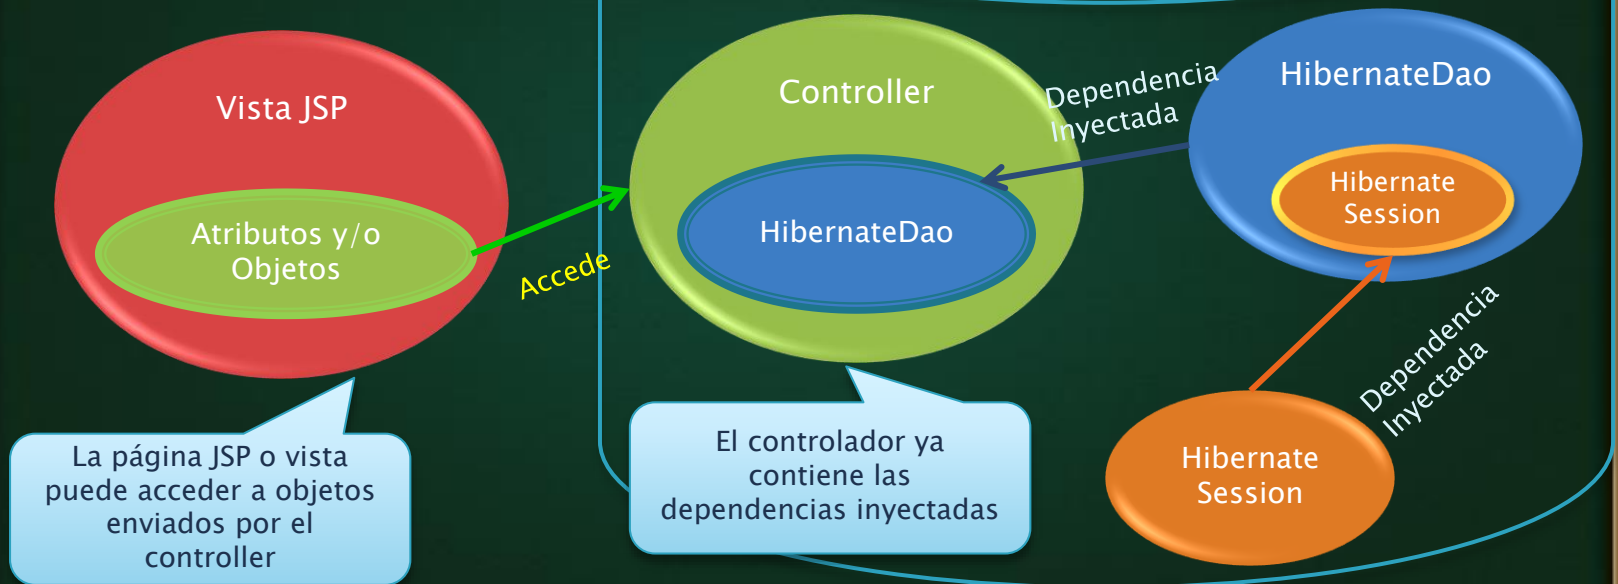 Vista JSP
Atributos y/o
Objetos
Accede
La página JSP o vista
puede acceder a objetos
enviados por el
controller
Controller
HibernateDao
El controlador ya
contiene las
dependencias inyectadas
Dependencia
Inyectada
HibernateDao
Hibernate
Session
Dependencia
Inyectada
Hibernate
Session